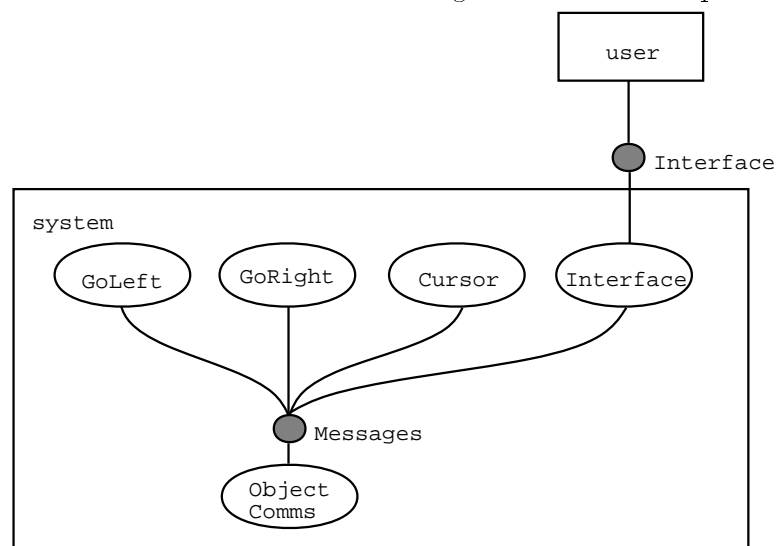 user
Interface
system
GoLeft
GoRight
Cursor
Interface
Messages
Object
Comms